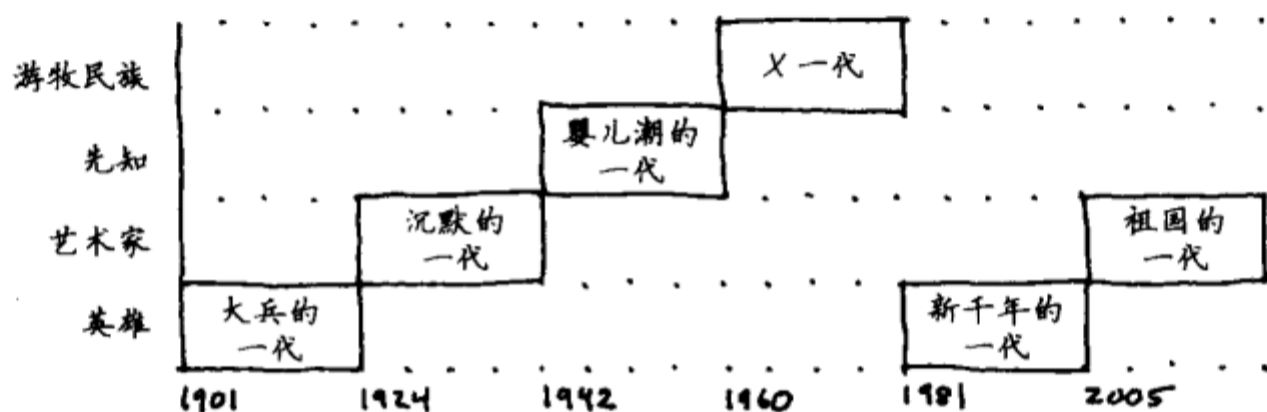 游牧民族
X 一代
先知
婴儿潮的
一代
艺术家
沉默的
一代
祖国的
一代
英雄
大兵的
一代
新千年的
一代
1901 1924 1942 1960 1981 2005